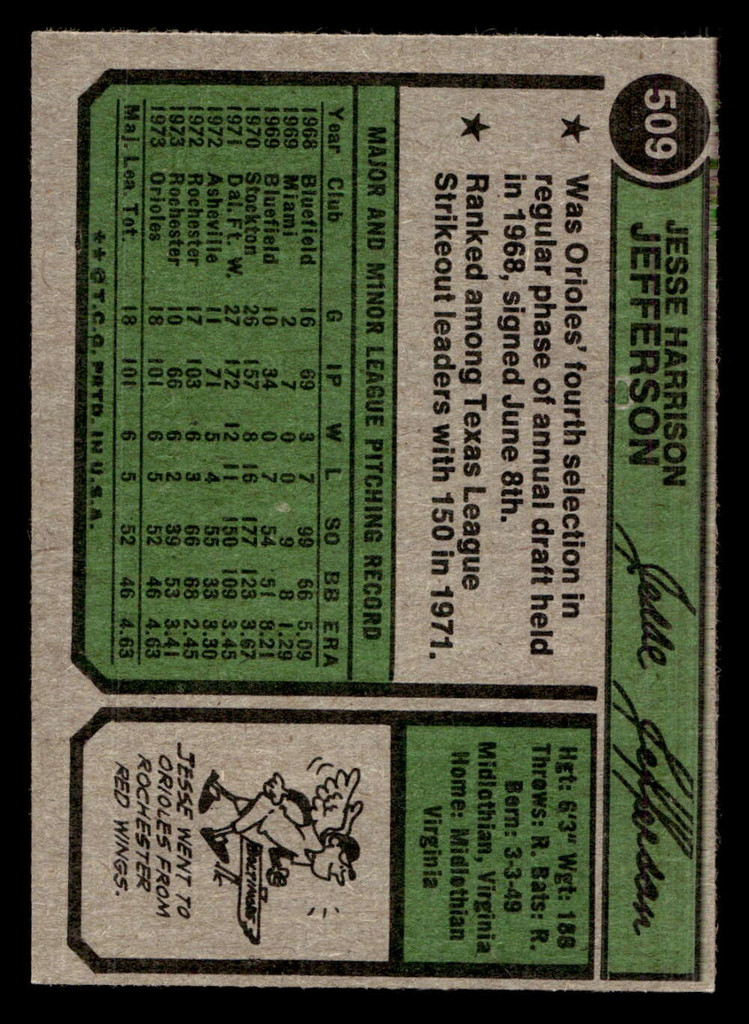 509
JESSE HARRISON
JEFFERSON
Jesse Jefferson
★ Was Orioles' fourth selection in
regular phase of annual draft held
in 1968, signed June 8th.
★ Ranked among Texas League
Strikeout leaders with 150 in 1971.
MAJOR AND MINOR LEAGUE PITCHING RECORD
Year Club G IP W L SO BB ERA
1968 Bluefield 16 69 3 7 99 66 5.09
1969 Miami 2 7 0 0 9 8 1.29
1969 Bluefield 10 34 0 7 54 51 8.21
1970 Stockton 26 157 8 16 177 123 3.67
1971 Dal. Ft. W. 27 172 12 11 150 109 3.45
1972 Asheville 11 71 5 4 55 33 3.30
1972 Rochester 17 103 6 3 66 68 2.45
1973 Rochester 10 66 6 2 39 53 3.41
1973 Orioles 18 101 6 5 52 46 4.63
Maj. Lea. Tot. 18 101 6 5 52 46 4.63
**©T.C.G. PRTD. IN U.S.A.
Hgt: 6'3" Wgt: 188
Throws: R. Bats: R.
Born: 3-3-49
Midlothian, Virginia
Home: Midlothian
Virginia
BALTIMORE
JESSE WENT TO
ORIOLES FROM
ROCHESTER
RED WINGS.